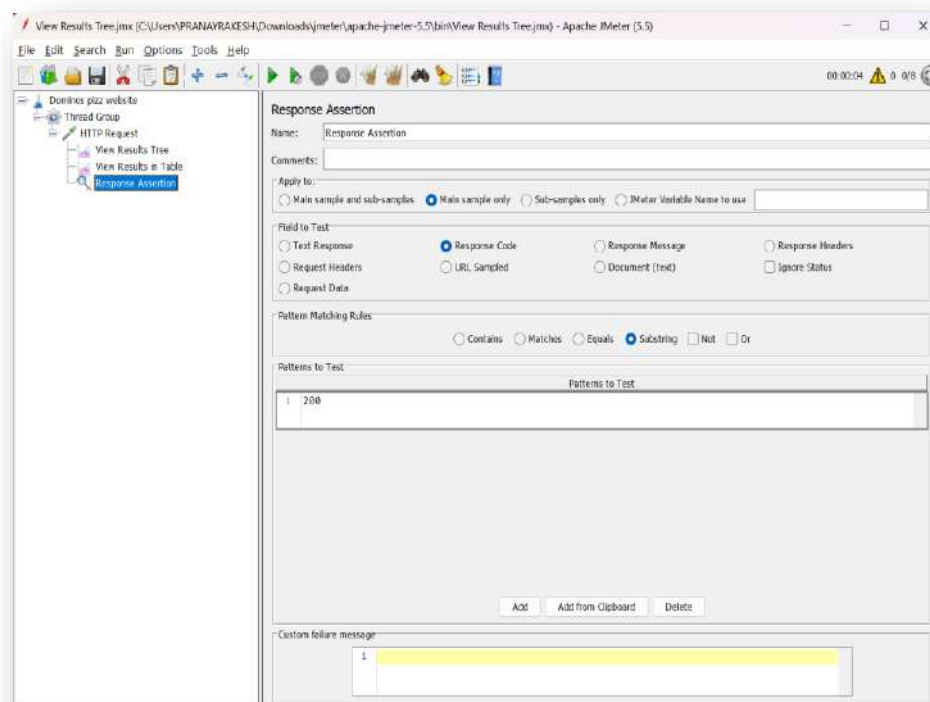 View Results Tree.jmx (C:\Users\PRANAYRAKESH\Downloads\jmeter\apache-jmeter-5.5\bin\View Results Tree.jmx) - Apache JMeter (5.5)
File Edit Search Run Options Tools Help
00:00:04 0 0/8
Dominos pizz website
Thread Group
HTTP Request
View Results Tree
View Results in Table
Response Assertion
Response Assertion
Name: Response Assertion
Comments:
Apply to:
Main sample and sub-samples Main sample only Sub-samples only JMeter Variable Name to use
Field to Test
Text Response Response Code Response Message Response Headers
Request Headers URL Sampled Document (text) Ignore Status
Request Data
Pattern Matching Rules
Contains Matches Equals Substring Not Or
Patterns to Test
Patterns to Test
1 200
Add Add from Clipboard Delete
Custom failure message
1